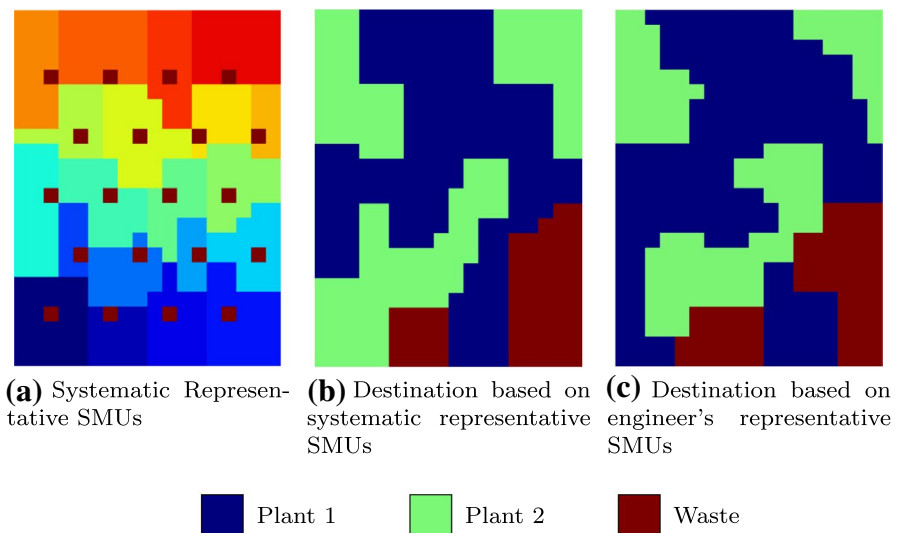 (a) Systematic Represen-
tative SMUs
(b) Destination based on
systematic representative
SMUs
(c) Destination based on
engineer's representative
SMUs
Plant 1
Plant 2
Waste